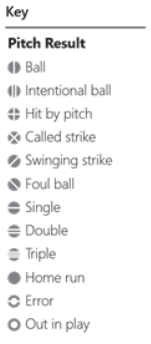 Key
Pitch Result
Ball
Intentional ball
Hit by pitch
Called strike
Swinging strike
Foul ball
Single
Double
Triple
Home run
Error
Out in play